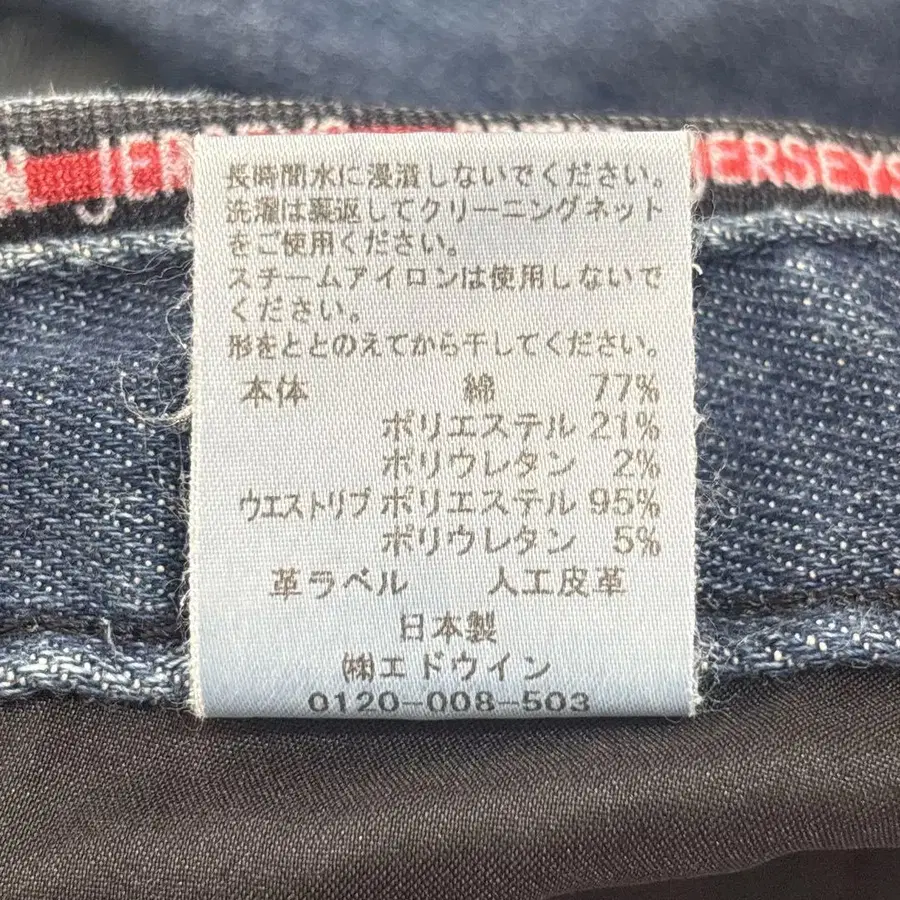 JERSEYS
JERSEYS
長時間水に浸漬しないでください。
洗濯は裏返してクリーニングネット
をご使用ください。
スチームアイロンは使用しないで
ください。
形をととのえてから干してください。
本体 綿 77%
ポリエステル 21%
ポリウレタン 2%
ウエストリブ ポリエステル 95%
ポリウレタン 5%
革ラベル 人工皮革
日本製
㈱エドウイン
0120-008-503